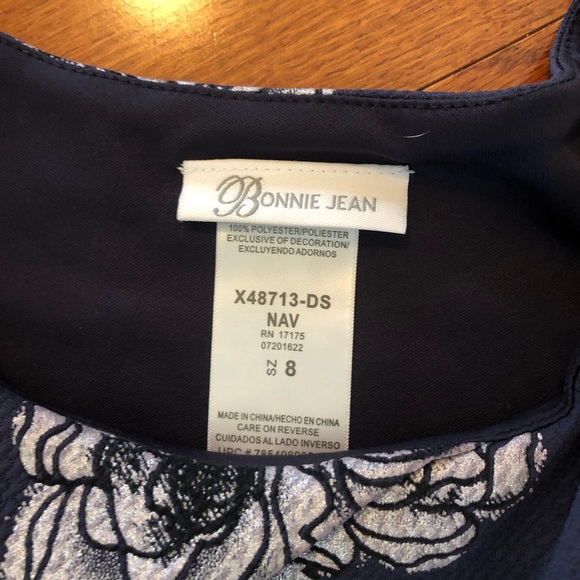 BONNIE JEAN
100% POLYESTER/POLIESTER
EXCLUSIVE OF DECORATION/
EXCLUYENDO ADORNOS
X48713-DS
NAV
RN 17175
07201622
SZ 8
MADE IN CHINA/HECHO EN CHINA
CARE ON REVERSE
CUIDADOS AL LADO INVERSO
UPC #